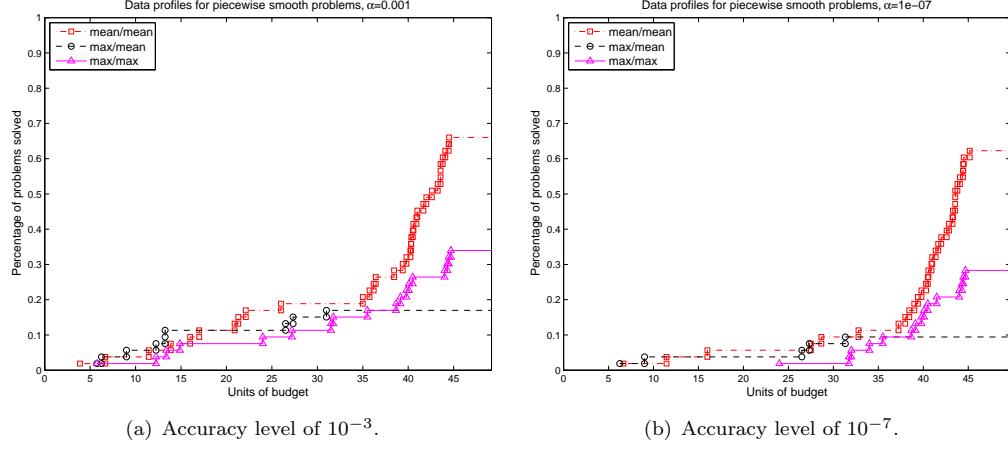 Data profiles for piecewise smooth problems, α=0.001
1
0.9
0.8
0.7
0.6
0.5
0.4
0.3
0.2
0.1
0
Percentage of problems solved
mean/mean
max/mean
max/max
5 10 15 20 25 30 35 40 45
Units of budget
(a) Accuracy level of 10⁻³.
Data profiles for piecewise smooth problems, α=1e−07
1
0.9
0.8
0.7
0.6
0.5
0.4
0.3
0.2
0.1
0
Percentage of problems solved
mean/mean
max/mean
max/max
5 10 15 20 25 30 35 40 45
Units of budget
(b) Accuracy level of 10⁻⁷.